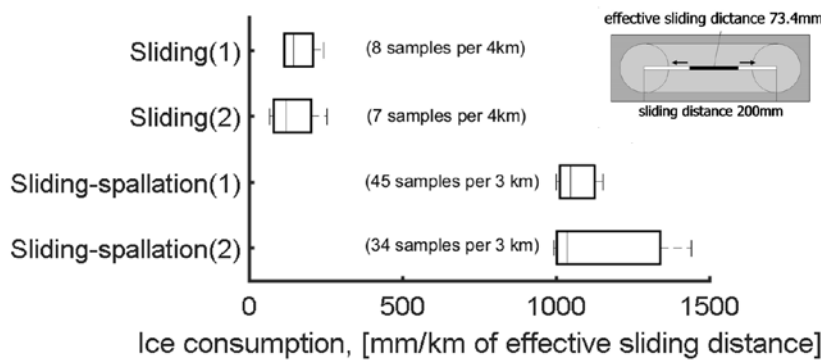 effective sliding dictance 73.4mm
sliding distance 200mm
Sliding(1)
(8 samples per 4km)
Sliding(2)
(7 samples per 4km)
Sliding-spallation(1)
(45 samples per 3 km)
Sliding-spallation(2)
(34 samples per 3 km)
0 500 1000 1500
Ice consumption, [mm/km of effective sliding distance]